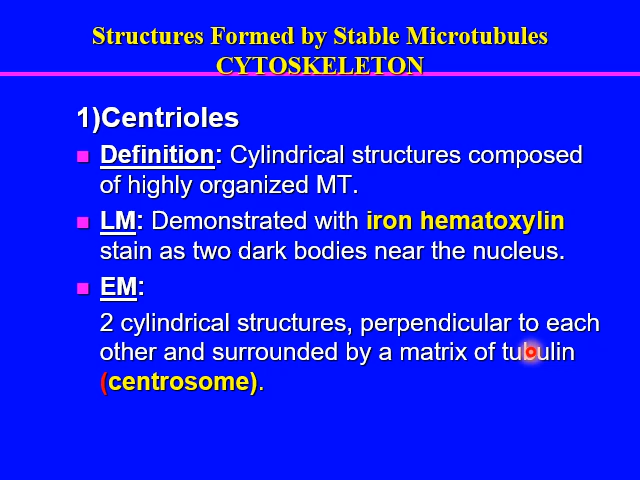 Structures Formed by Stable Microtubules
CYTOSKELETON
1)Centrioles
Definition: Cylindrical structures composed
of highly organized MT.
LM: Demonstrated with iron hematoxylin
stain as two dark bodies near the nucleus.
EM:
2 cylindrical structures, perpendicular to each
other and surrounded by a matrix of tubulin
(centrosome).